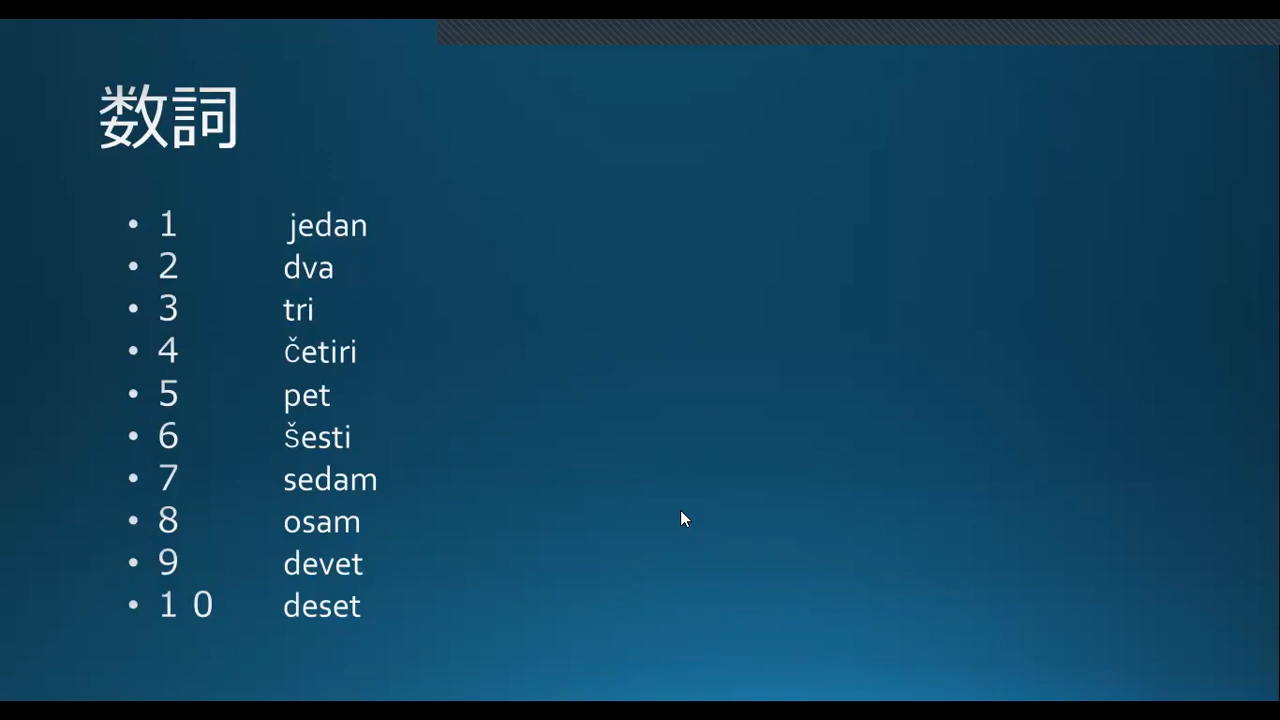 数詞
• 1 jedan
• 2 dva
• 3 tri
• 4 četiri
• 5 pet
• 6 šesti
• 7 sedam
• 8 osam
• 9 devet
• 1 0 deset